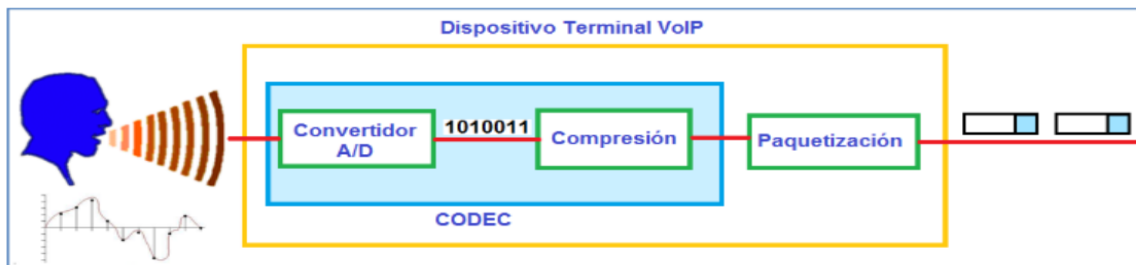 Dispositivo Terminal VoIP
Convertidor
A/D
1010011
Compresión
Paquetización
CODEC